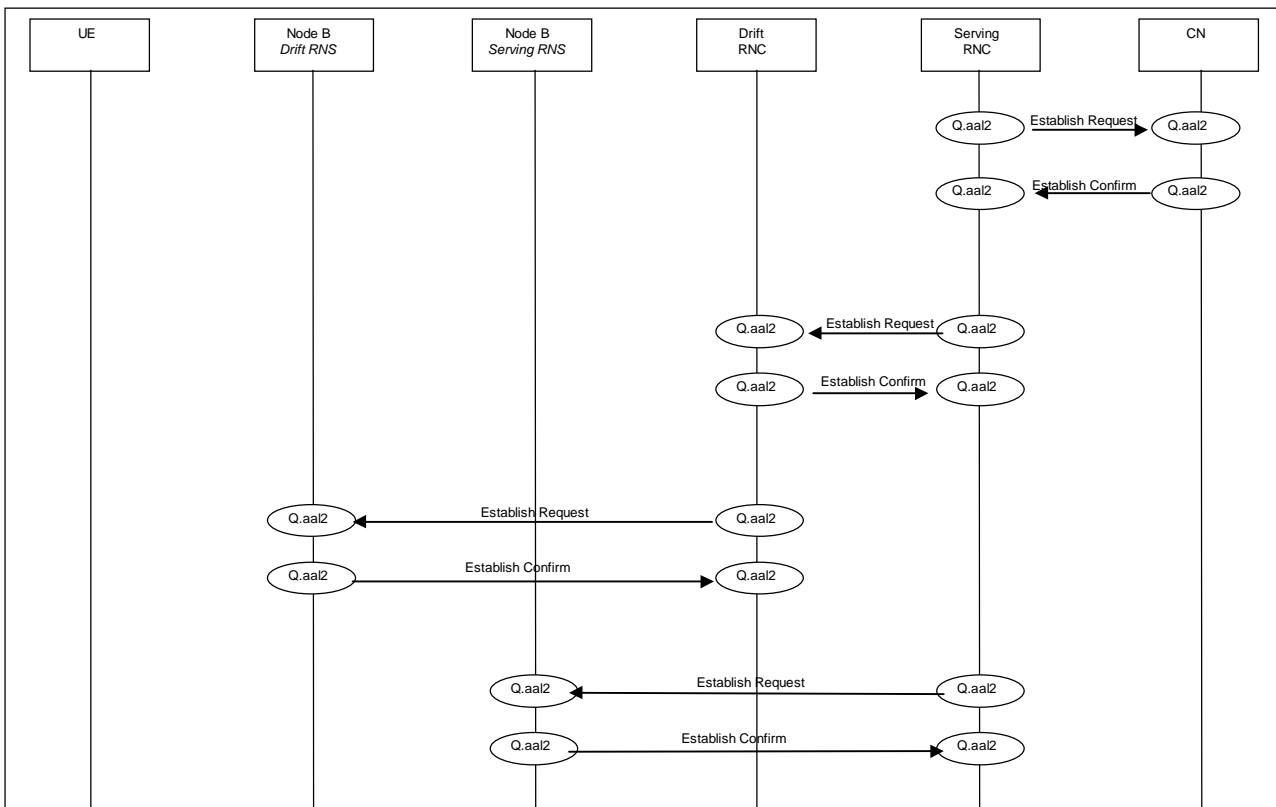 UE
Node B
Drift RNS
Node B
Serving RNS
Drift
RNC
Serving
RNC
CN
Q.aal2
Establish Request
Q.aal2
Q.aal2
Establish Confirm
Q.aal2
Q.aal2
Establish Request
Q.aal2
Q.aal2
Establish Confirm
Q.aal2
Q.aal2
Establish Request
Q.aal2
Q.aal2
Establish Confirm
Q.aal2
Q.aal2
Establish Request
Q.aal2
Q.aal2
Establish Confirm
Q.aal2